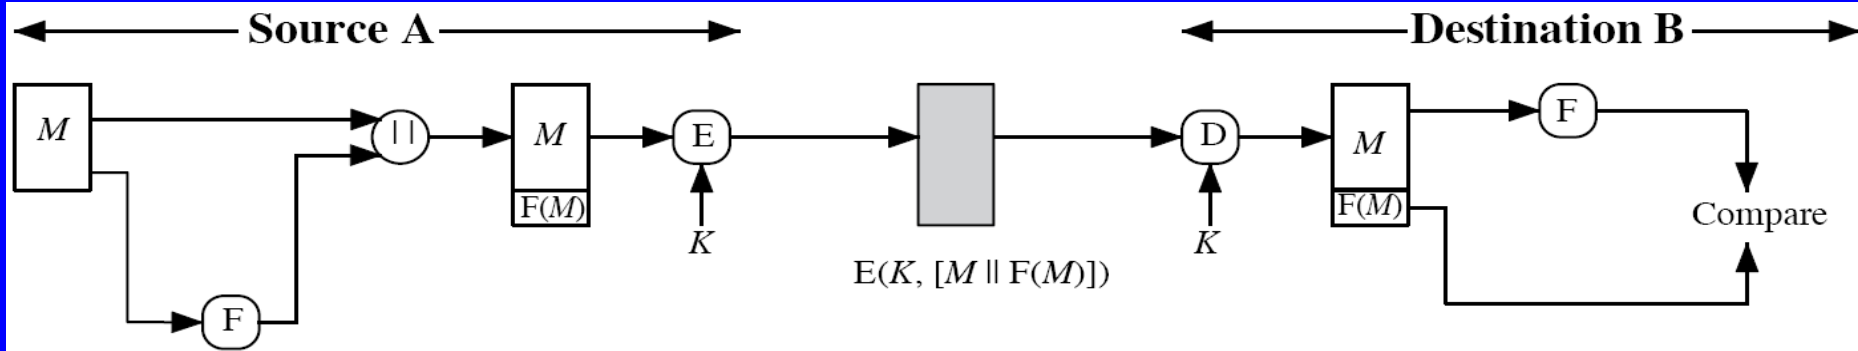 Source A
Destination B
M
||
M
F(M)
E
K
E(K, [M || F(M)])
D
K
M
F(M)
F
Compare
F